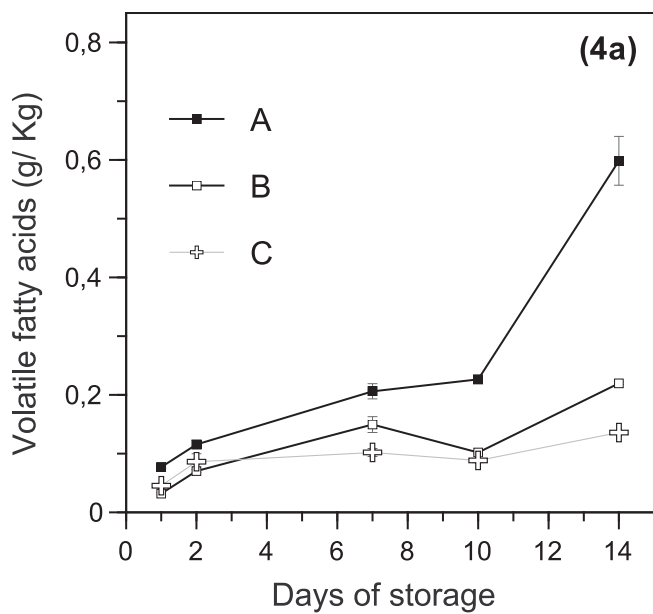 (4a)
0,8
0,6
0,4
0,2
0
Volatile fatty acids (g/ Kg)
A
B
C
0 2 4 6 8 10 12 14
Days of storage